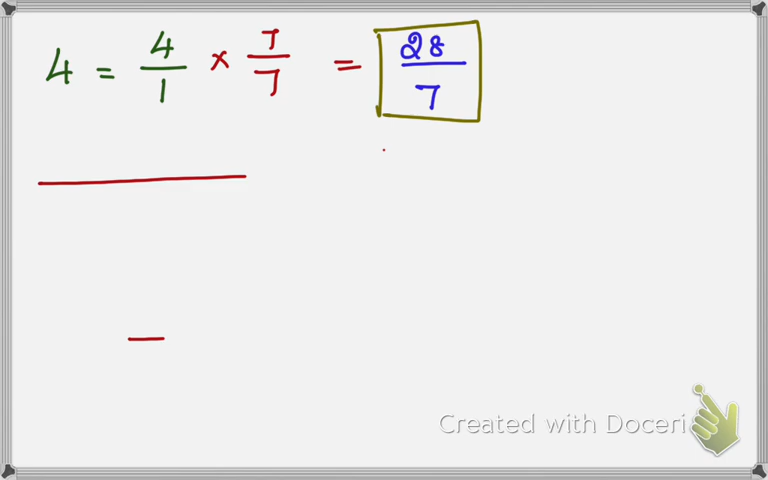 4 = 4/1 × 7/7 = 28/7
Created with Doceri